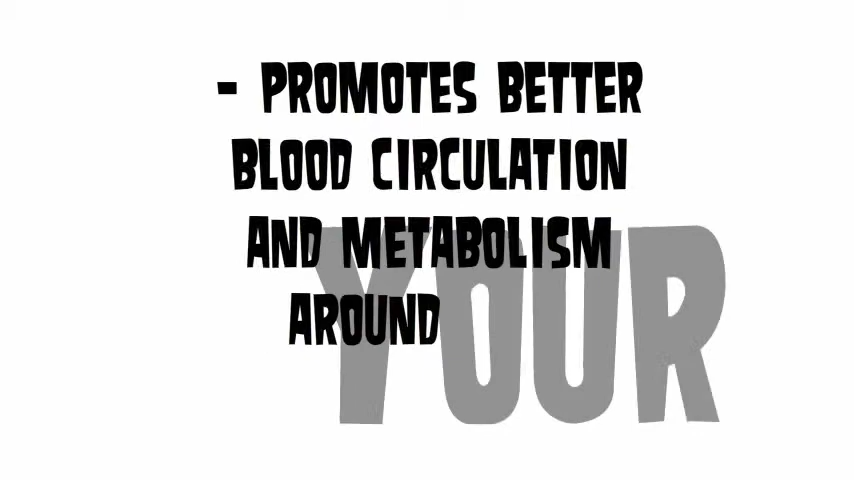 - PROMOTES BETTER
BLOOD CIRCULATION
AND METABOLISM
AROUND YOUR